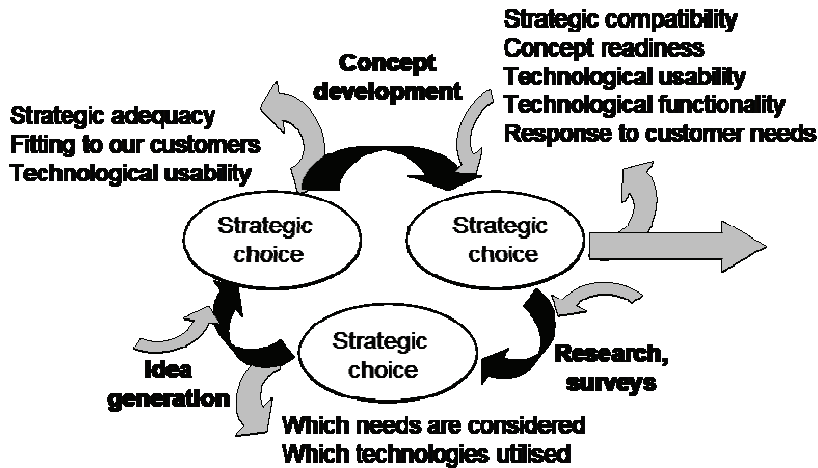 Strategic compatibility
Concept readiness
Technological usability
Technological functionality
Response to customer needs
Concept
development
Strategic adequacy
Fitting to our customers
Technological usability
Strategic
choice
Strategic
choice
Strategic
choice
Idea
generation
Research,
surveys
Which needs are considered
Which technologies utilised